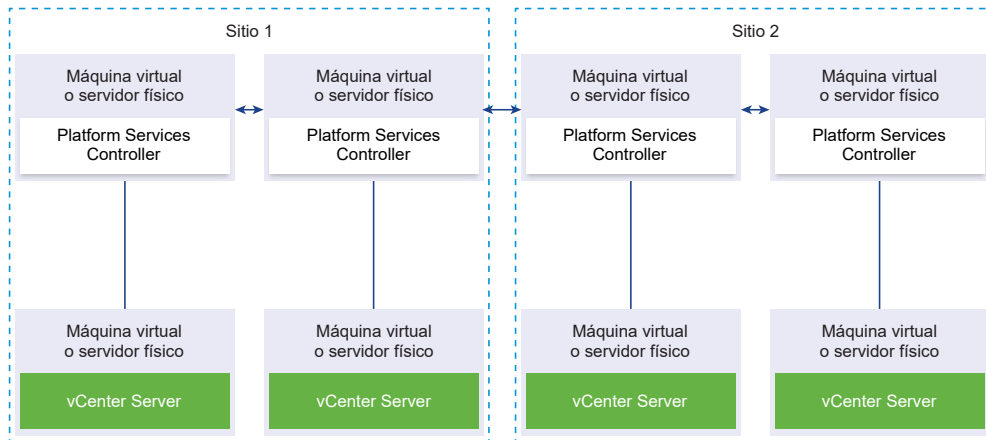 Sitio 1
Sitio 2
Máquina virtual
o servidor físico
Máquina virtual
o servidor físico
Máquina virtual
o servidor físico
Máquina virtual
o servidor físico
Platform Services
Controller
Platform Services
Controller
Platform Services
Controller
Platform Services
Controller
Máquina virtual
o servidor físico
Máquina virtual
o servidor físico
Máquina virtual
o servidor físico
Máquina virtual
o servidor físico
vCenter Server
vCenter Server
vCenter Server
vCenter Server